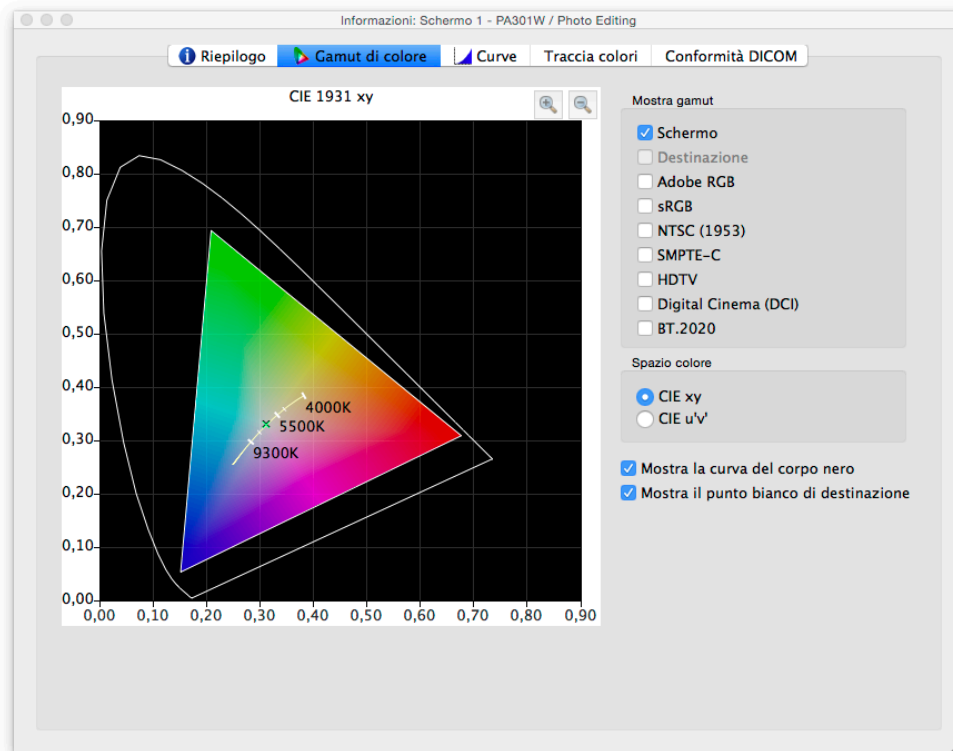 Informazioni: Schermo 1 - PA301W / Photo Editing
Riepilogo
Gamut di colore
Curve
Traccia colori
Conformità DICOM
CIE 1931 xy
0,90
0,80
0,70
0,60
0,50
0,40
0,30
0,20
0,10
0,00
4000K
5500K
9300K
0,00 0,10 0,20 0,30 0,40 0,50 0,60 0,70 0,80 0,90
Mostra gamut
Schermo
Destinazione
Adobe RGB
sRGB
NTSC (1953)
SMPTE-C
HDTV
Digital Cinema (DCI)
BT.2020
Spazio colore
CIE xy
CIE u'v'
Mostra la curva del corpo nero
Mostra il punto bianco di destinazione